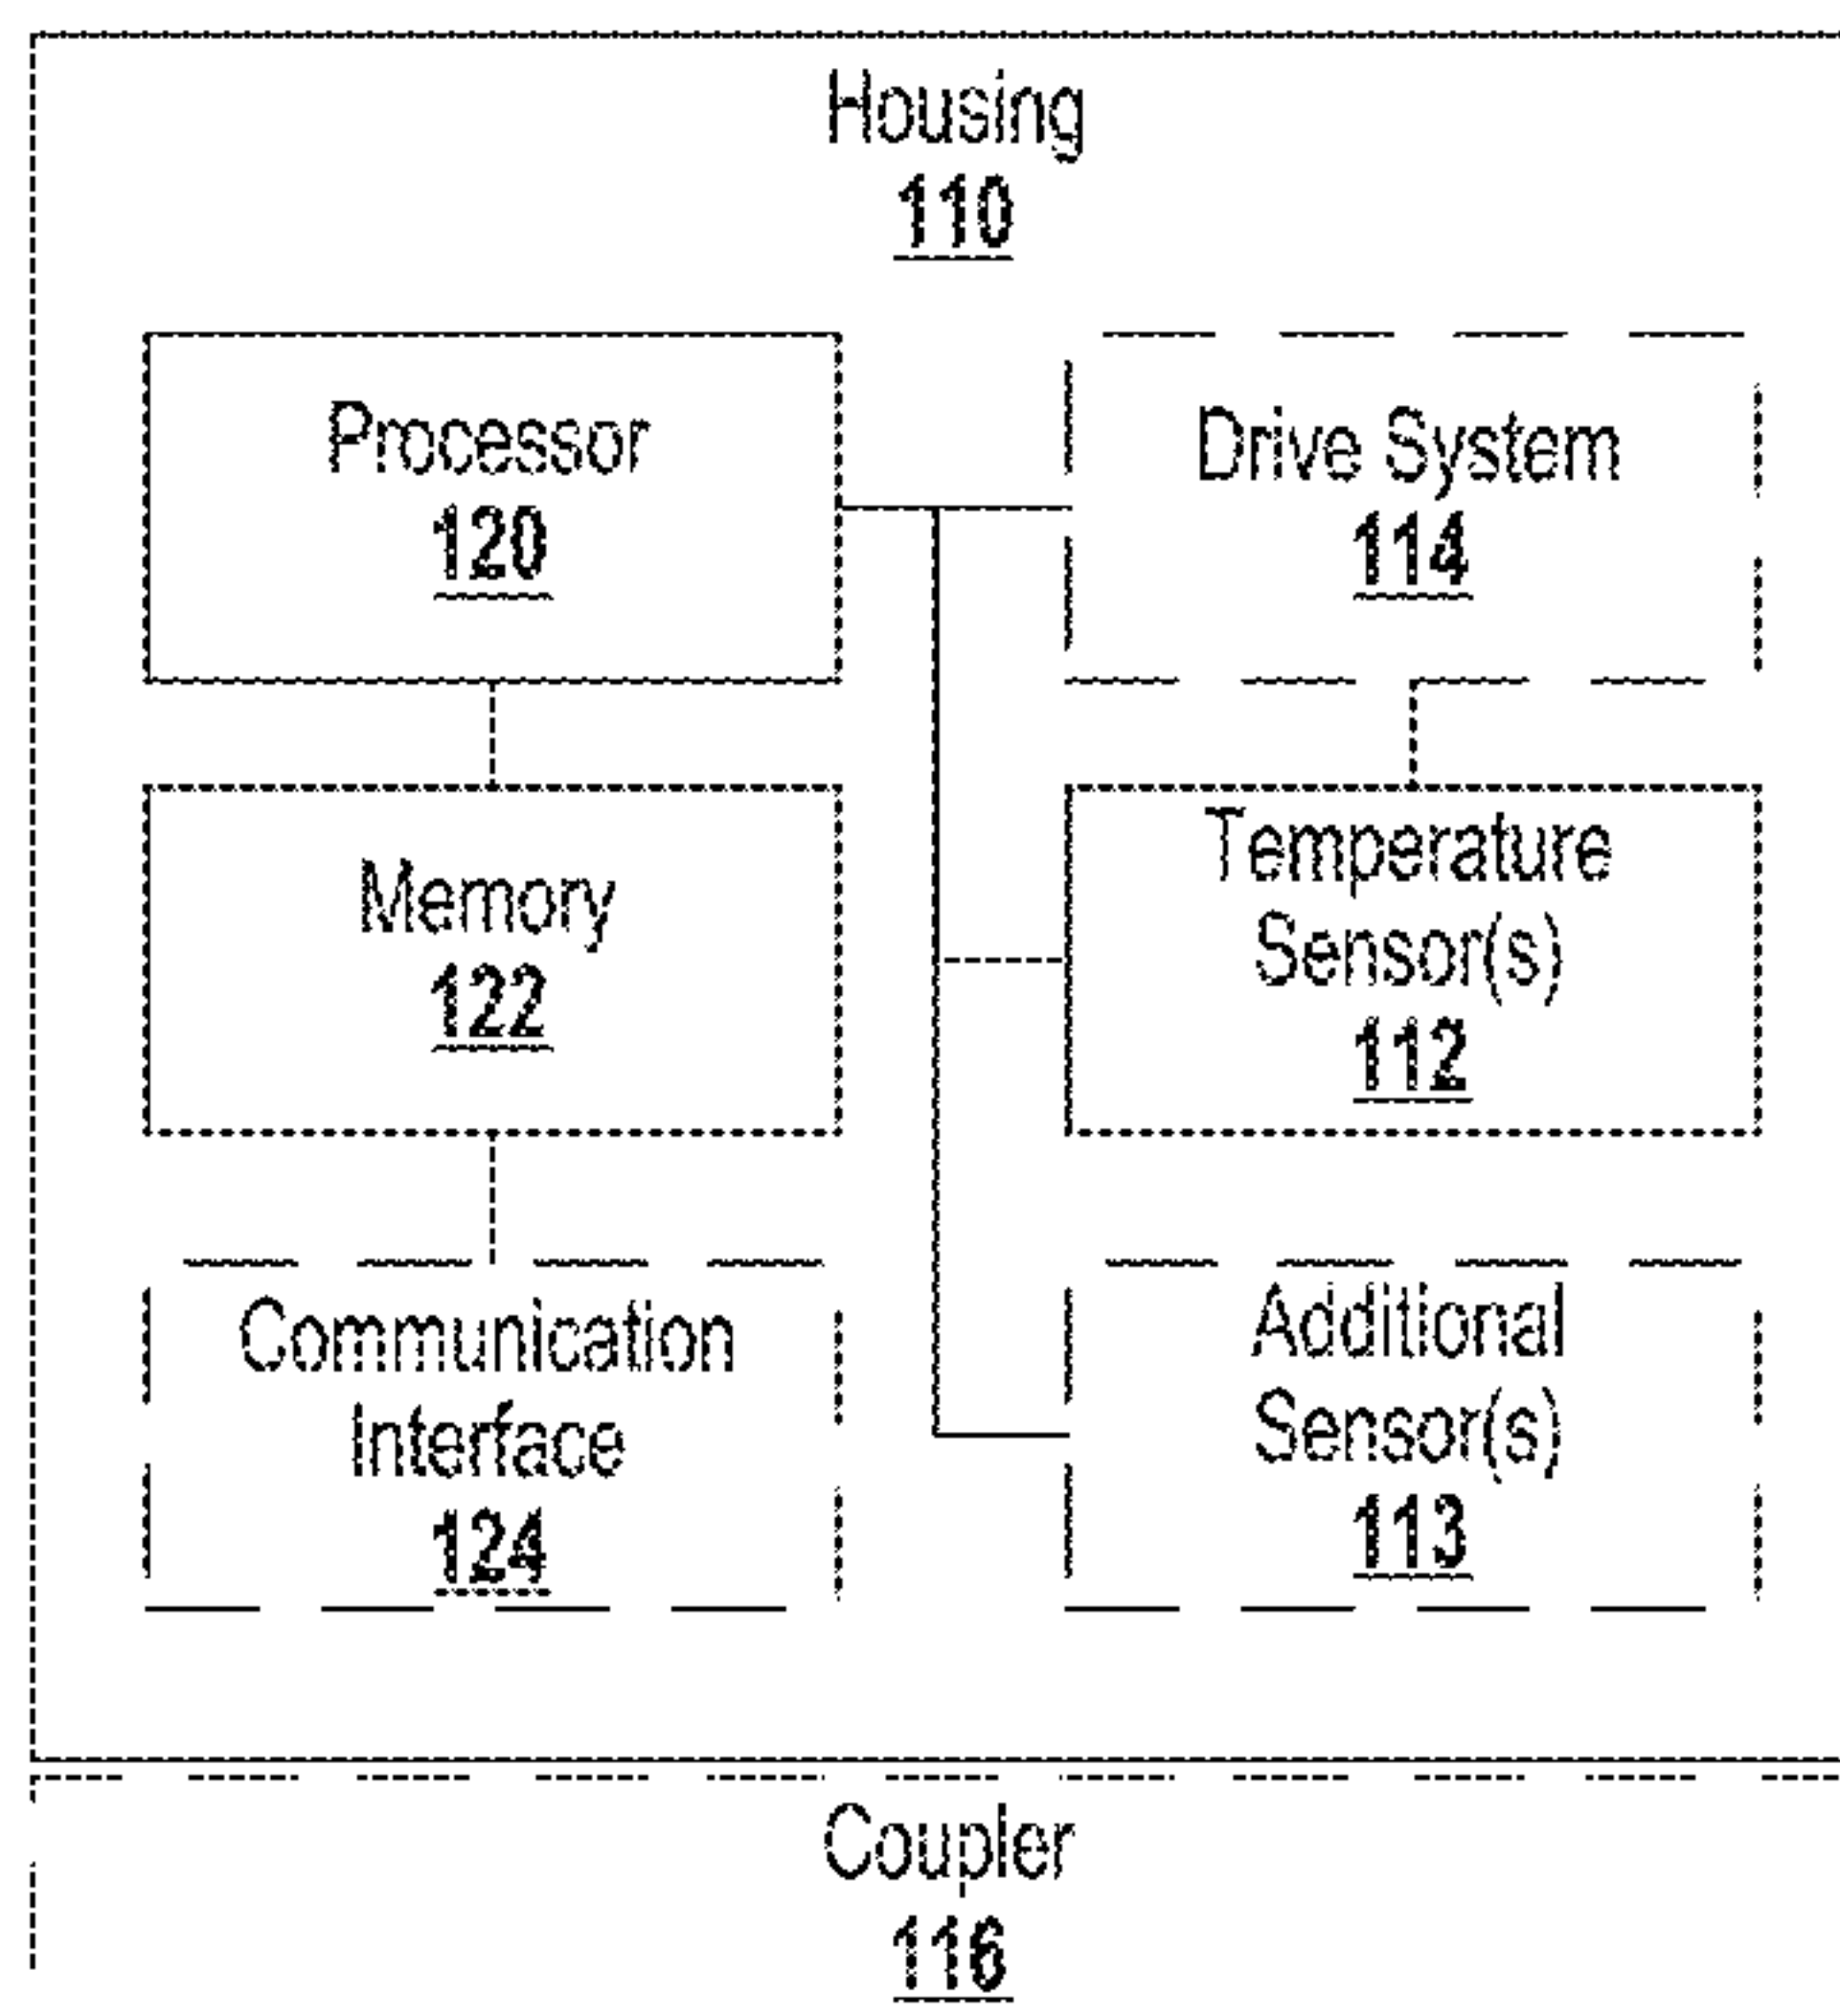 Housing
110
Processor
120
Drive System
114
Memory
122
Temperature
Sensor(s)
112
Communication
Interface
124
Additional
Sensor(s)
113
Coupler
116